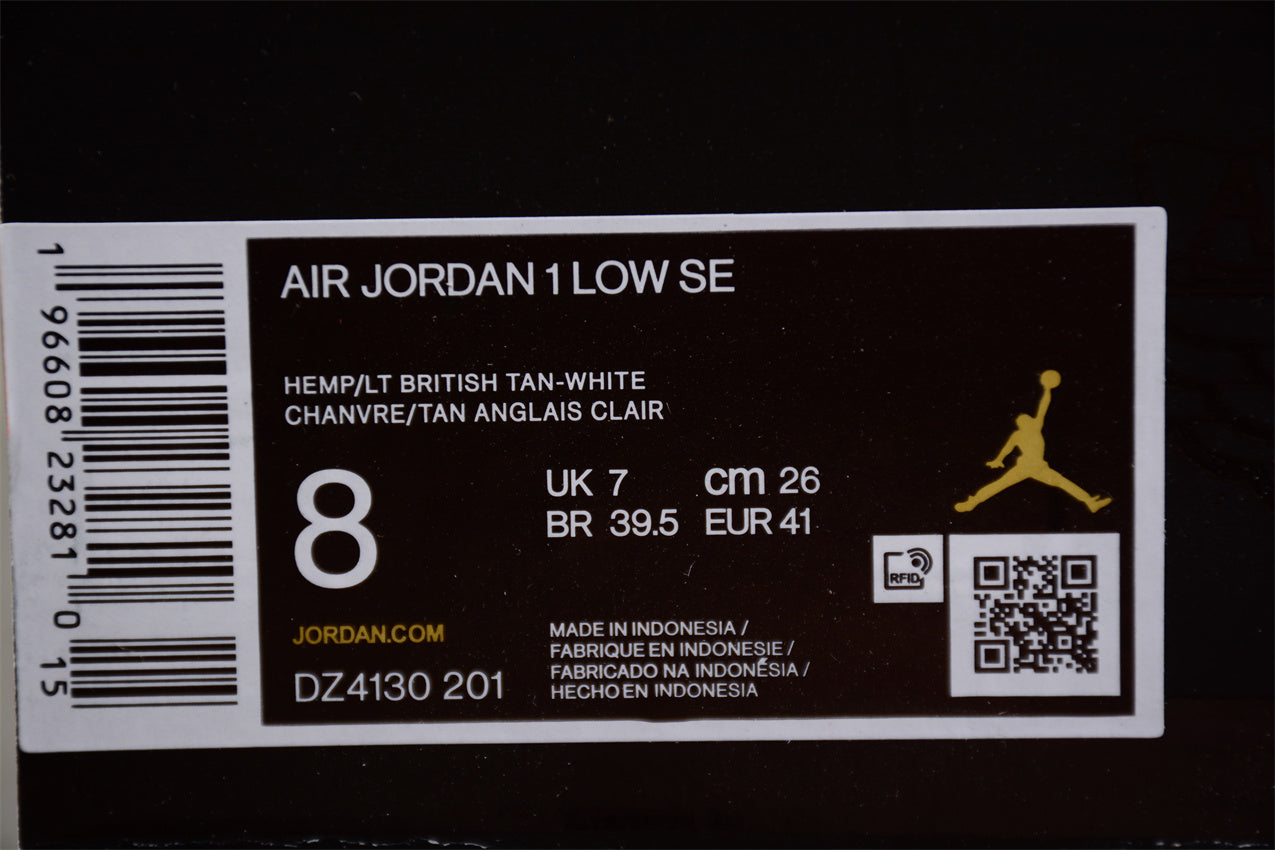 AIR JORDAN 1 LOW SE
HEMP/LT BRITISH TAN-WHITE
CHANVRE/TAN ANGLAIS CLAIR
8
UK 7 cm 26
BR 39.5 EUR 41
RFID
JORDAN.COM
DZ4130 201
MADE IN INDONESIA /
FABRIQUE EN INDONESIE /
FABRICADO NA INDONÉSIA /
HECHO EN INDONESIA
1 96608 23281 0 15